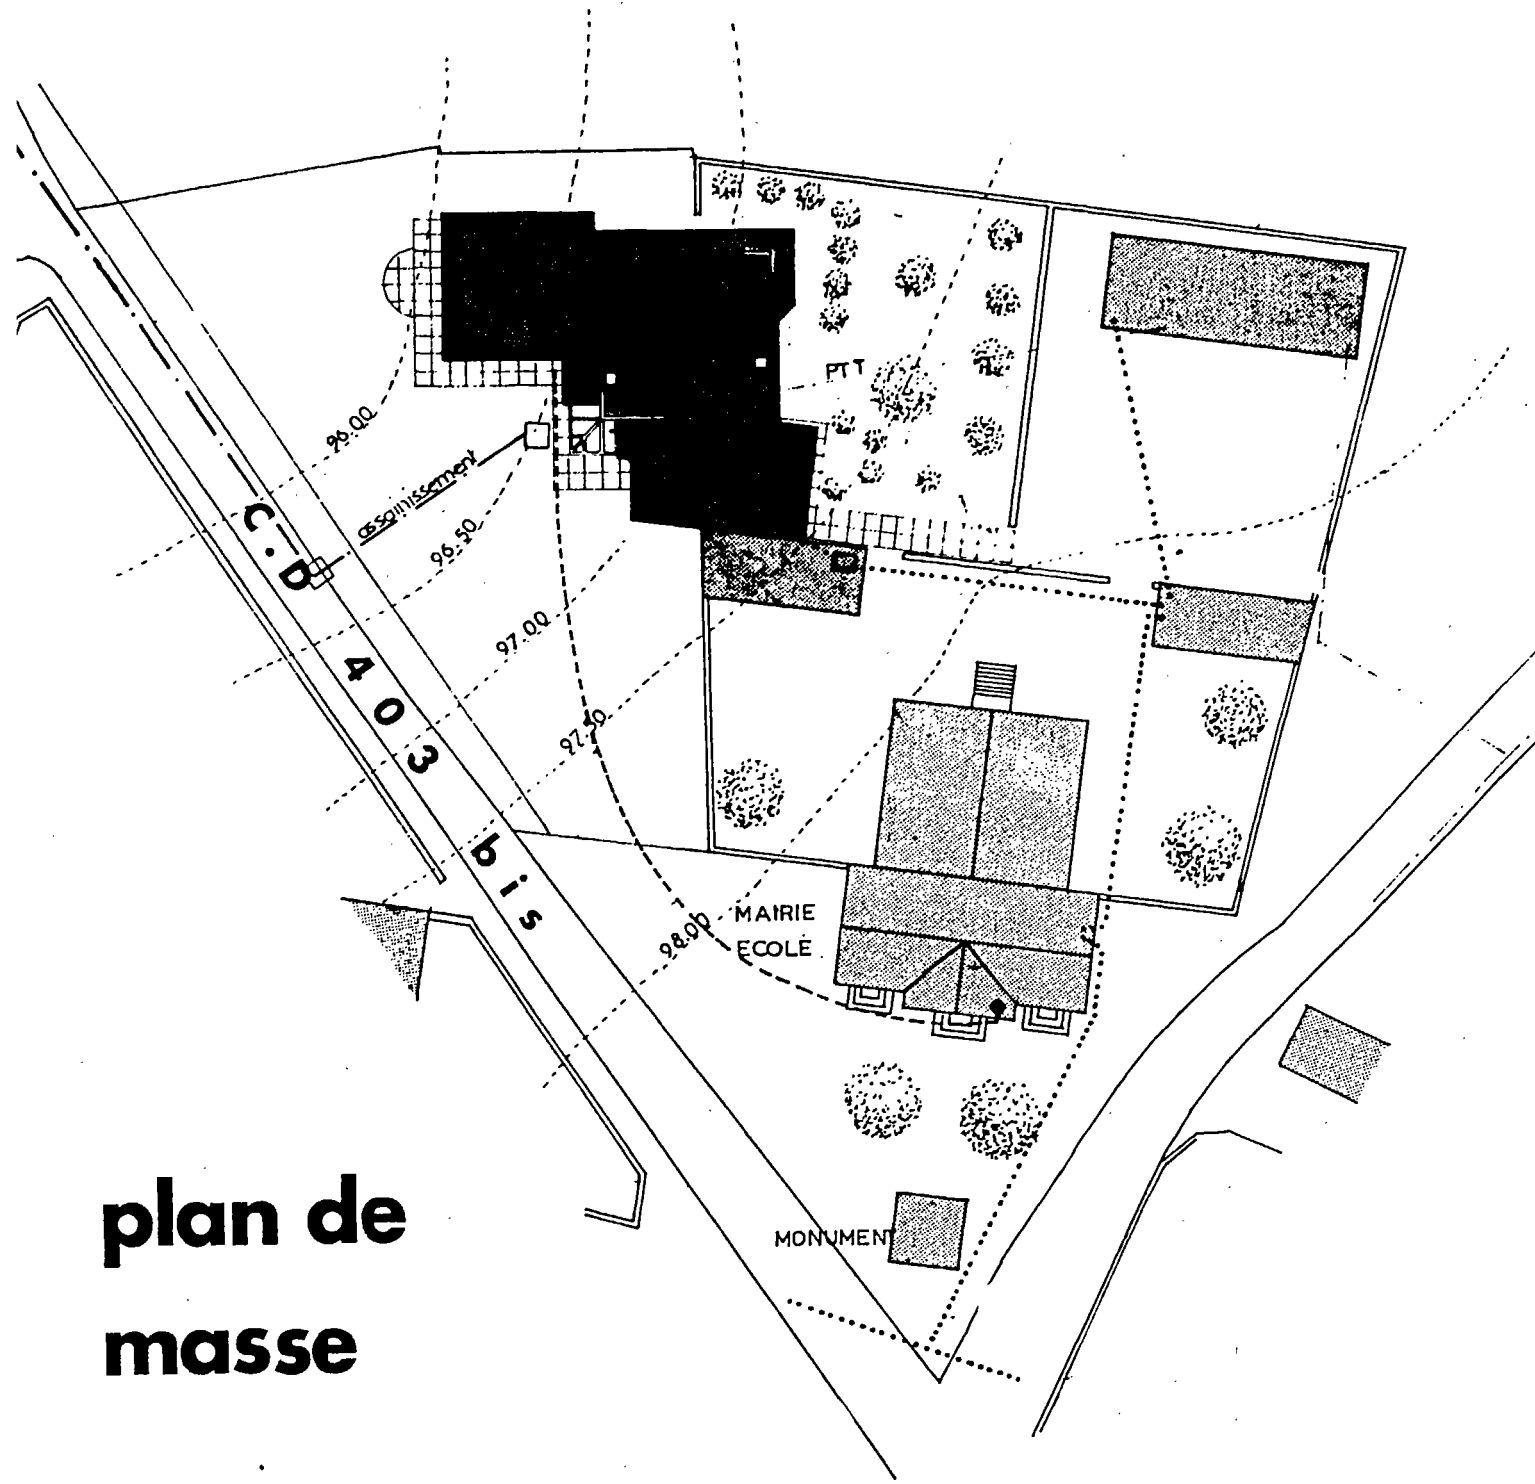 PTT
96.00
assainissement
96.50
C.D 403 bis
97.00
97.50
98.00
MAIRIE
ECOLE
MONUMENT
plan de
masse